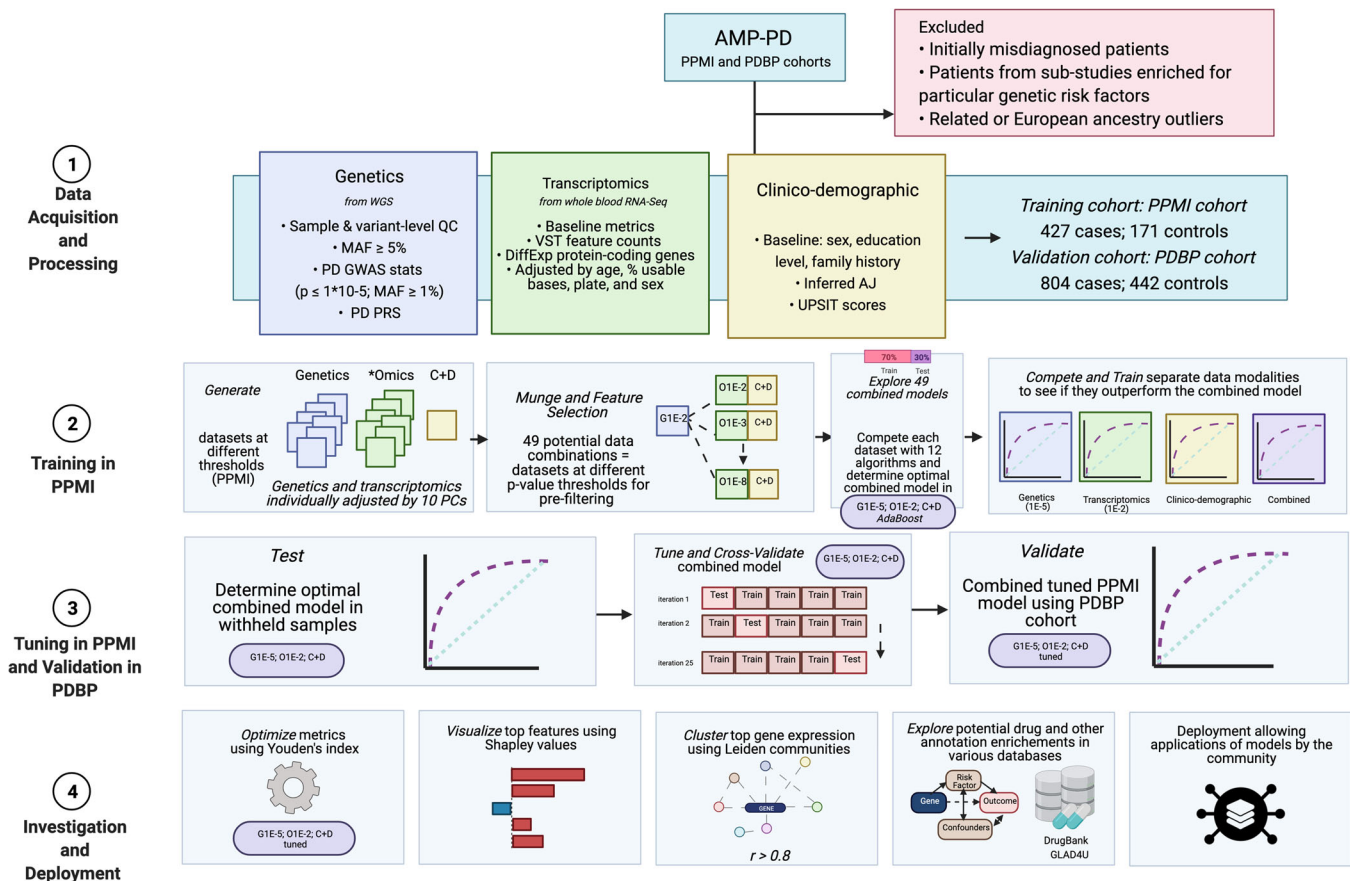 AMP-PD
PPMI and PDBP cohorts
Excluded
• Initially misdiagnosed patients
• Patients from sub-studies enriched for
particular genetic risk factors
• Related or European ancestry outliers
1
Data
Acquisition
and
Processing
Genetics
from WGS
• Sample & variant-level QC
• MAF ≥ 5%
• PD GWAS stats
(p ≤ 1*10-5; MAF ≥ 1%)
• PD PRS
Transcriptomics
from whole blood RNA-Seq
• Baseline metrics
• VST feature counts
• DiffExp protein-coding genes
• Adjusted by age, % usable
bases, plate, and sex
Clinico-demographic
• Baseline: sex, education
level, family history
• Inferred AJ
• UPSIT scores
Training cohort: PPMI cohort
427 cases; 171 controls
Validation cohort: PDBP cohort
804 cases; 442 controls
2
Training in
PPMI
Generate
datasets at
different
thresholds
(PPMI)
Genetics
*Omics
C+D
Genetics and transcriptomics
individually adjusted by 10 PCs
Munge and Feature
Selection
49 potential data
combinations =
datasets at different
p-value thresholds for
pre-filtering
G1E-2
O1E-2 C+D
O1E-3 C+D
O1E-8 C+D
70% 30%
Train Test
Explore 49
combined models
Compete each
dataset with 12
algorithms and
determine optimal
combined model in
G1E-5; O1E-2; C+D
AdaBoost
Compete and Train separate data modalities
to see if they outperform the combined model
Genetics
(1E-5)
Transcriptomics
(1E-2)
Clinico-demographic
Combined
3
Tuning in PPMI
and Validation in
PDBP
Test
Determine optimal
combined model in
withheld samples
G1E-5; O1E-2; C+D
Tune and Cross-Validate
combined model
G1E-5; O1E-2; C+D
iteration 1 Test Train Train Train Train
iteration 2 Train Test Train Train Train
iteration 25 Train Train Train Train Test
Validate
Combined tuned PPMI
model using PDBP
cohort
G1E-5; O1E-2; C+D
tuned
4
Investigation
and
Deployment
Optimize metrics
using Youden's index
G1E-5; O1E-2; C+D
tuned
Visualize top features using
Shapley values
Cluster top gene expression
using Leiden communities
GENE
r > 0.8
Explore potential drug and other
annotation enrichements in
various databases
Risk
Factor
Gene
Outcome
Confounders
DrugBank
GLAD4U
Deployment allowing
applications of models by the
community